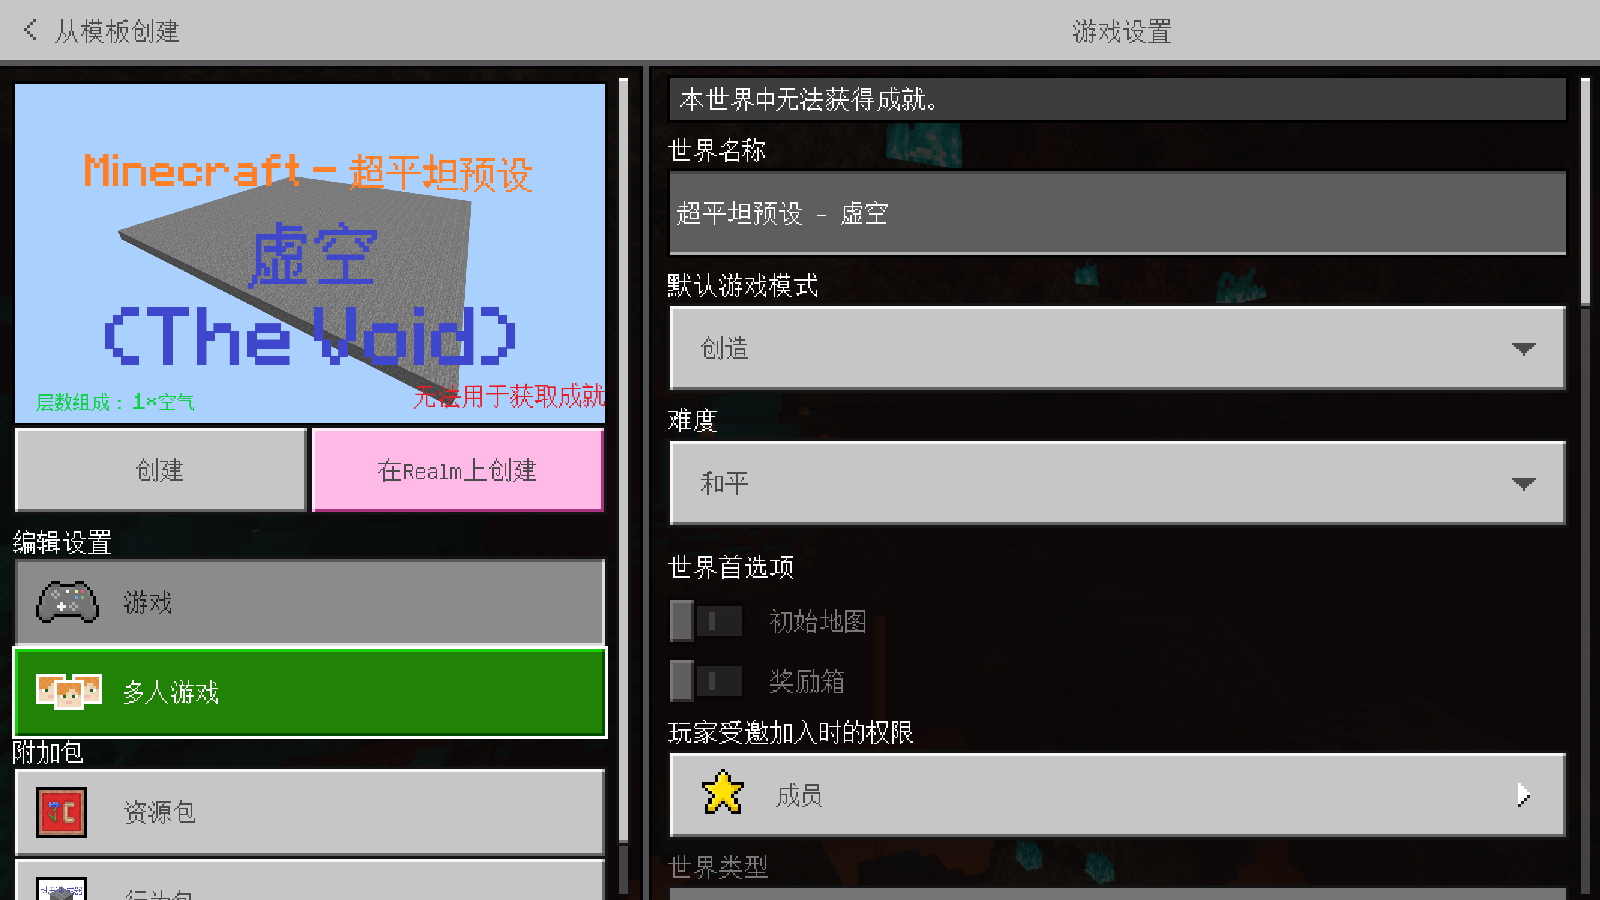 从模板创建
游戏设置
Minecraft - 超平坦预设
虚空
(The Void)
层数组成：1*空气
无法用于获取成就
创建
在Realm上创建
编辑设置
游戏
多人游戏
附加包
资源包
行为包
本世界中无法获得成就。
世界名称
超平坦预设 - 虚空
默认游戏模式
创造
难度
和平
世界首选项
初始地图
奖励箱
玩家受邀加入时的权限
成员
世界类型